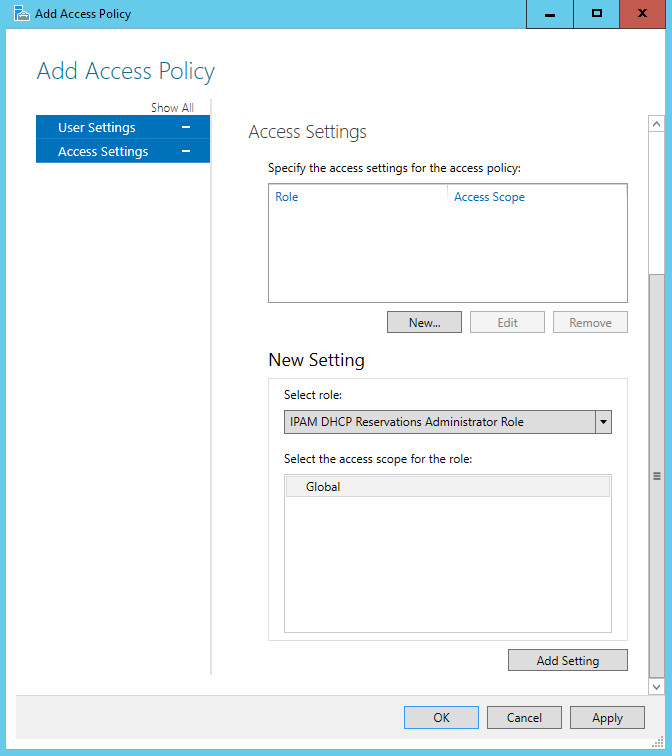 Add Access Policy
Add Access Policy
Show All
User Settings
Access Settings
Access Settings
Specify the access settings for the access policy:
Role Access Scope
New... Edit Remove
New Setting
Select role:
IPAM DHCP Reservations Administrator Role
Select the access scope for the role:
Global
Add Setting
OK Cancel Apply